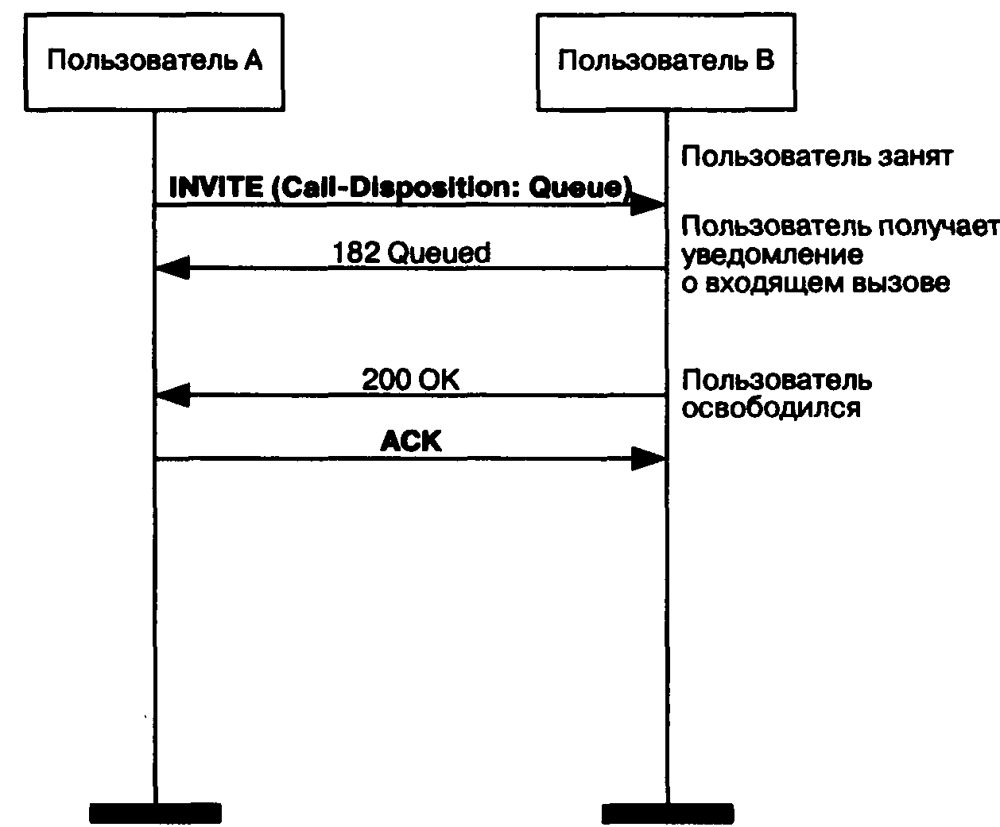 Пользователь А
Пользователь В
Пользователь занят
INVITE (Call-Disposition: Queue)
Пользователь получает
уведомление
о входящем вызове
182 Queued
200 OK
Пользователь
освободился
ACK